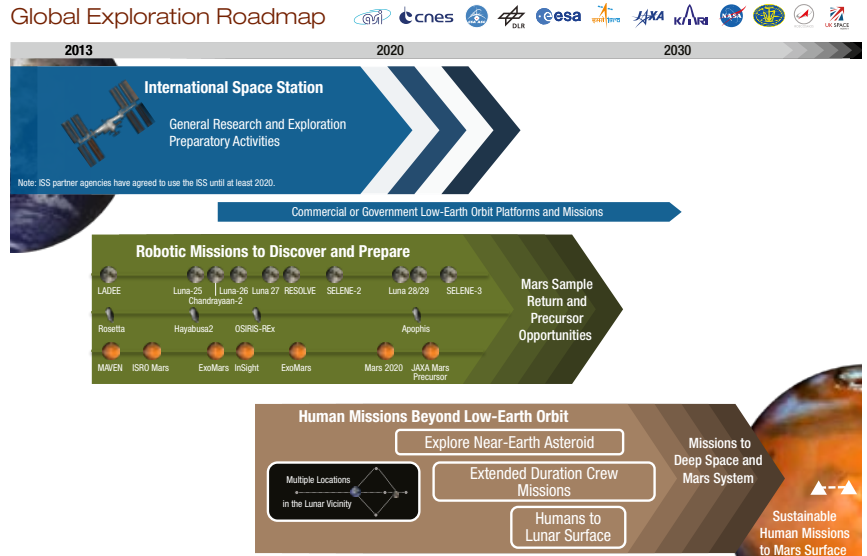 Global Exploration Roadmap
asi
cnes
DLR
esa
JAXA
KARI
NASA
UK SPACE
2013 2020 2030
International Space Station
General Research and Exploration
Preparatory Activities
Note: ISS partner agencies have agreed to use the ISS until at least 2020.
Commercial or Government Low-Earth Orbit Platforms and Missions
Robotic Missions to Discover and Prepare
LADEE Luna-25 Luna-26 Luna 27 RESOLVE SELENE-2 Luna 28/29 SELENE-3
Chandrayaan-2
Rosetta Hayabusa2 OSIRIS-REx Apophis
MAVEN ISRO Mars ExoMars InSight ExoMars Mars 2020 JAXA Mars
Precursor
Mars Sample
Return and
Precursor
Opportunities
Human Missions Beyond Low-Earth Orbit
Explore Near-Earth Asteroid
Multiple Locations
in the Lunar Vicinity
Extended Duration Crew
Missions
Humans to
Lunar Surface
Missions to
Deep Space and
Mars System
Sustainable
Human Missions
to Mars Surface